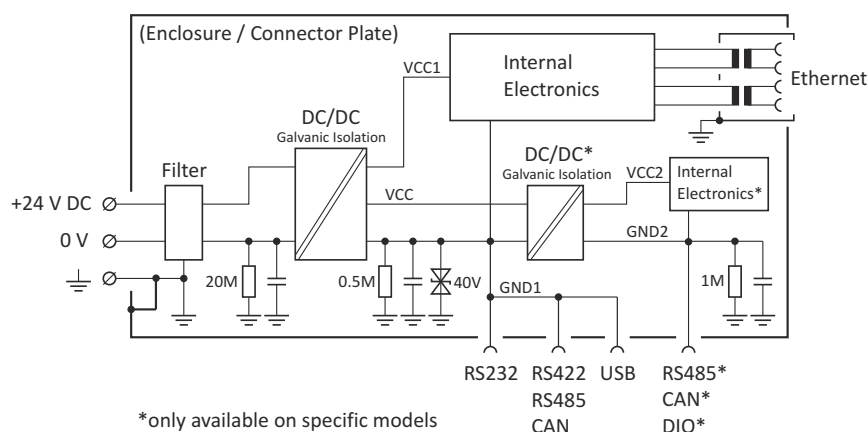 (Enclosure / Connector Plate)
Internal
Electronics
VCC1
Ethernet
DC/DC
Galvanic Isolation
DC/DC*
Galvanic Isolation
Filter
VCC2
Internal
Electronics*
+24 V DC
VCC
0 V
GND2
20M
0.5M
40V
GND1
1M
RS232
RS422
RS485
CAN
USB
RS485*
CAN*
DIO*
*only available on specific models